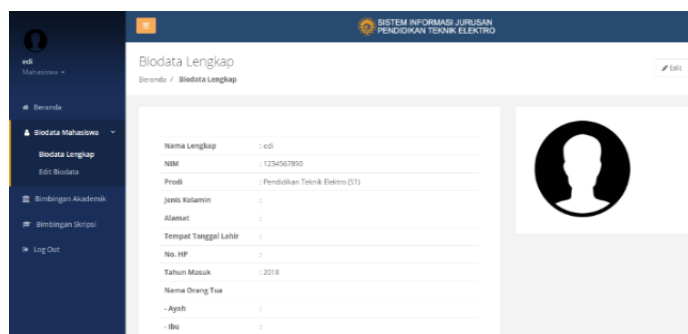 SISTEM INFORMASI JURUSAN
PENDIDIKAN TEKNIK ELEKTRO
edi
Mahasiswa
Beranda
Biodata Mahasiswa
Biodata Lengkap
Edit Biodata
Bimbingan Akademik
Bimbingan Skripsi
Log Out
Biodata Lengkap
Beranda / Biodata Lengkap
Edit
Nama Lengkap : edi
NIM : 1234567890
Prodi : Pendidikan Teknik Elektro (S1)
Jenis Kelamin :
Alamat :
Tempat Tanggal Lahir :
No. HP :
Tahun Masuk : 2018
Nama Orang Tua
- Ayah :
- Ibu :